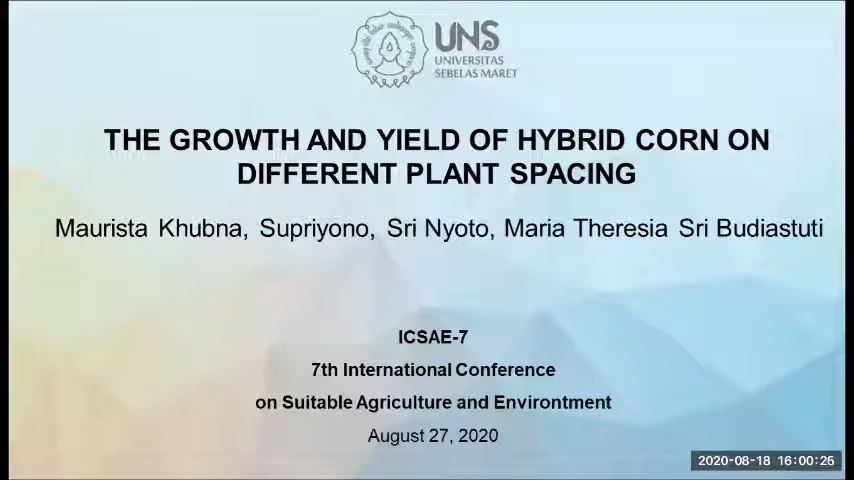 UNS
UNIVERSITAS
SEBELAS MARET
THE GROWTH AND YIELD OF HYBRID CORN ON
DIFFERENT PLANT SPACING
Maurista Khubna, Supriyono, Sri Nyoto, Maria Theresia Sri Budiastuti
ICSAE-7
7th International Conference
on Suitable Agriculture and Environtment
August 27, 2020
2020-08-18 16:00:25